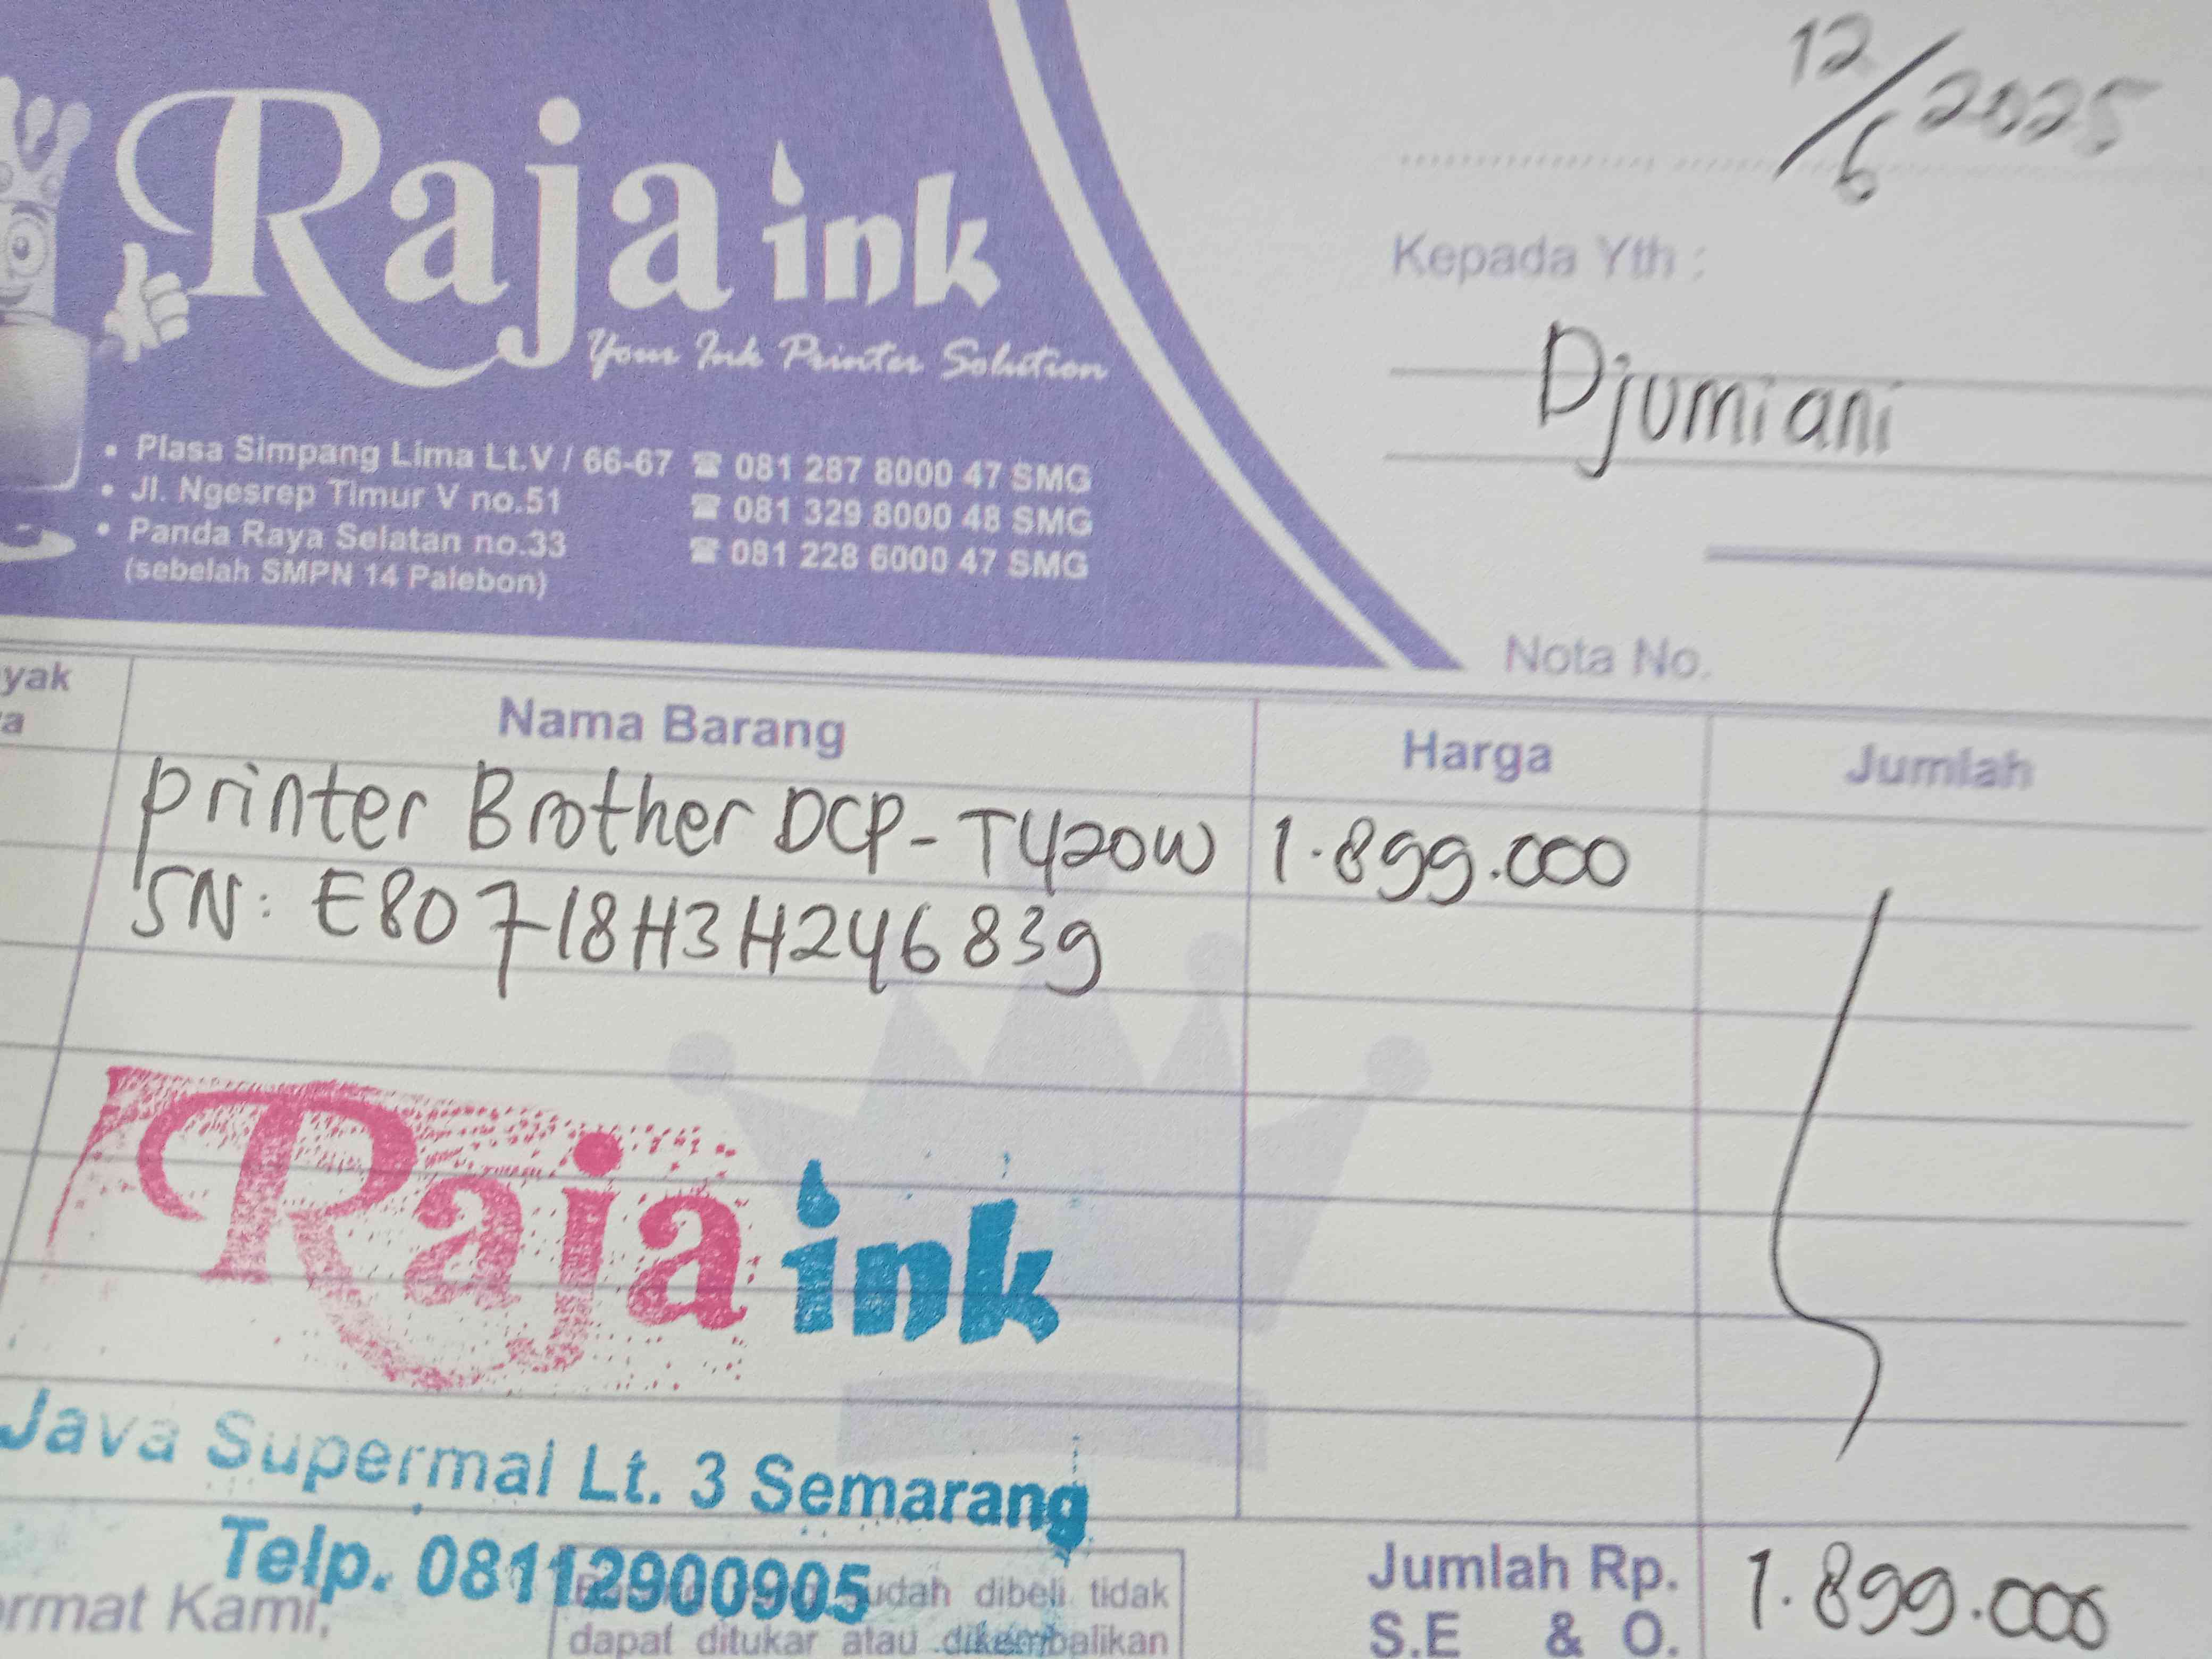 Raja ink
Your Ink Printer Solution
• Plasa Simpang Lima Lt.V / 66-67 ☎ 081 287 8000 47 SMG
• Jl. Ngesrep Timur V no.51 ☎ 081 329 8000 48 SMG
• Panda Raya Selatan no.33 ☎ 081 228 6000 47 SMG
(sebelah SMPN 14 Palebon)
12/6 2025
Kepada Yth :
Djumiani
Nota No.
yak
a
Nama Barang Harga Jumlah
printer Brother DCP-T420W 1.899.000
SN: E80718H3H246839
Raja ink
Java Supermal Lt. 3 Semarang
Telp. 08112900905
rmat Kami,
sudah dibeli tidak
dapat ditukar atau dikembalikan
Jumlah Rp. 1.899.000
S.E & O.